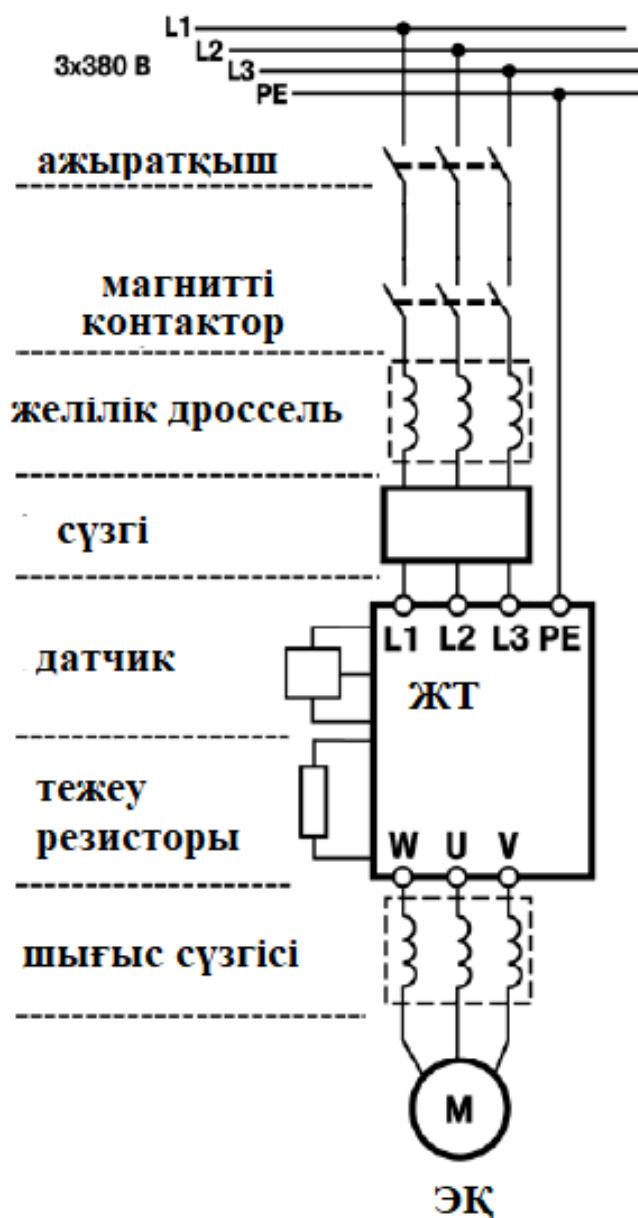 L1
L2
3x380 В
L3
PE
ажыратқыш
магнитті
контактор
желілік дроссель
сүзгі
L1 L2 L3 PE
датчик
ЖТ
тежеу
резисторы
W U V
шығыс сүзгісі
M
ЭҚ